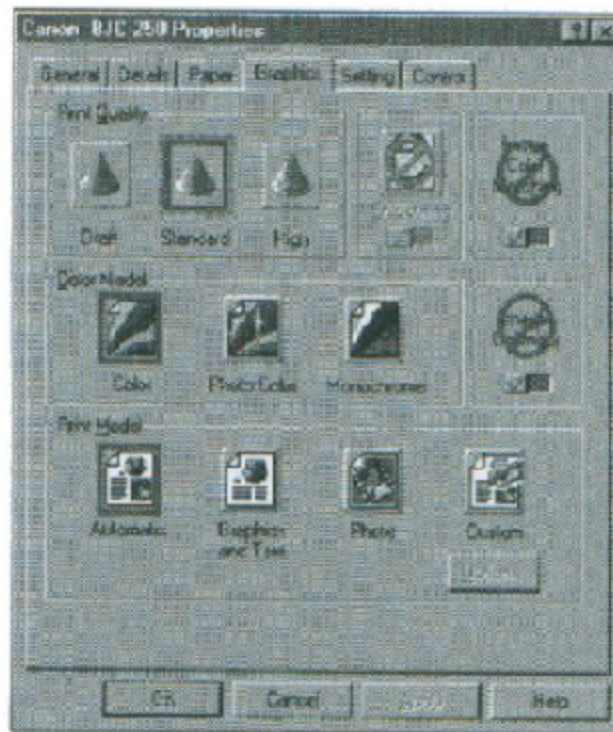 Canon BJC-250 Properties
General Details Paper Graphics Setting Control
Print Quality
Draft Standard High
Color Model
Color Photo Color Monochrome
Print Model
Automatic Graphics and Text Photo Custom
OK Cancel Help